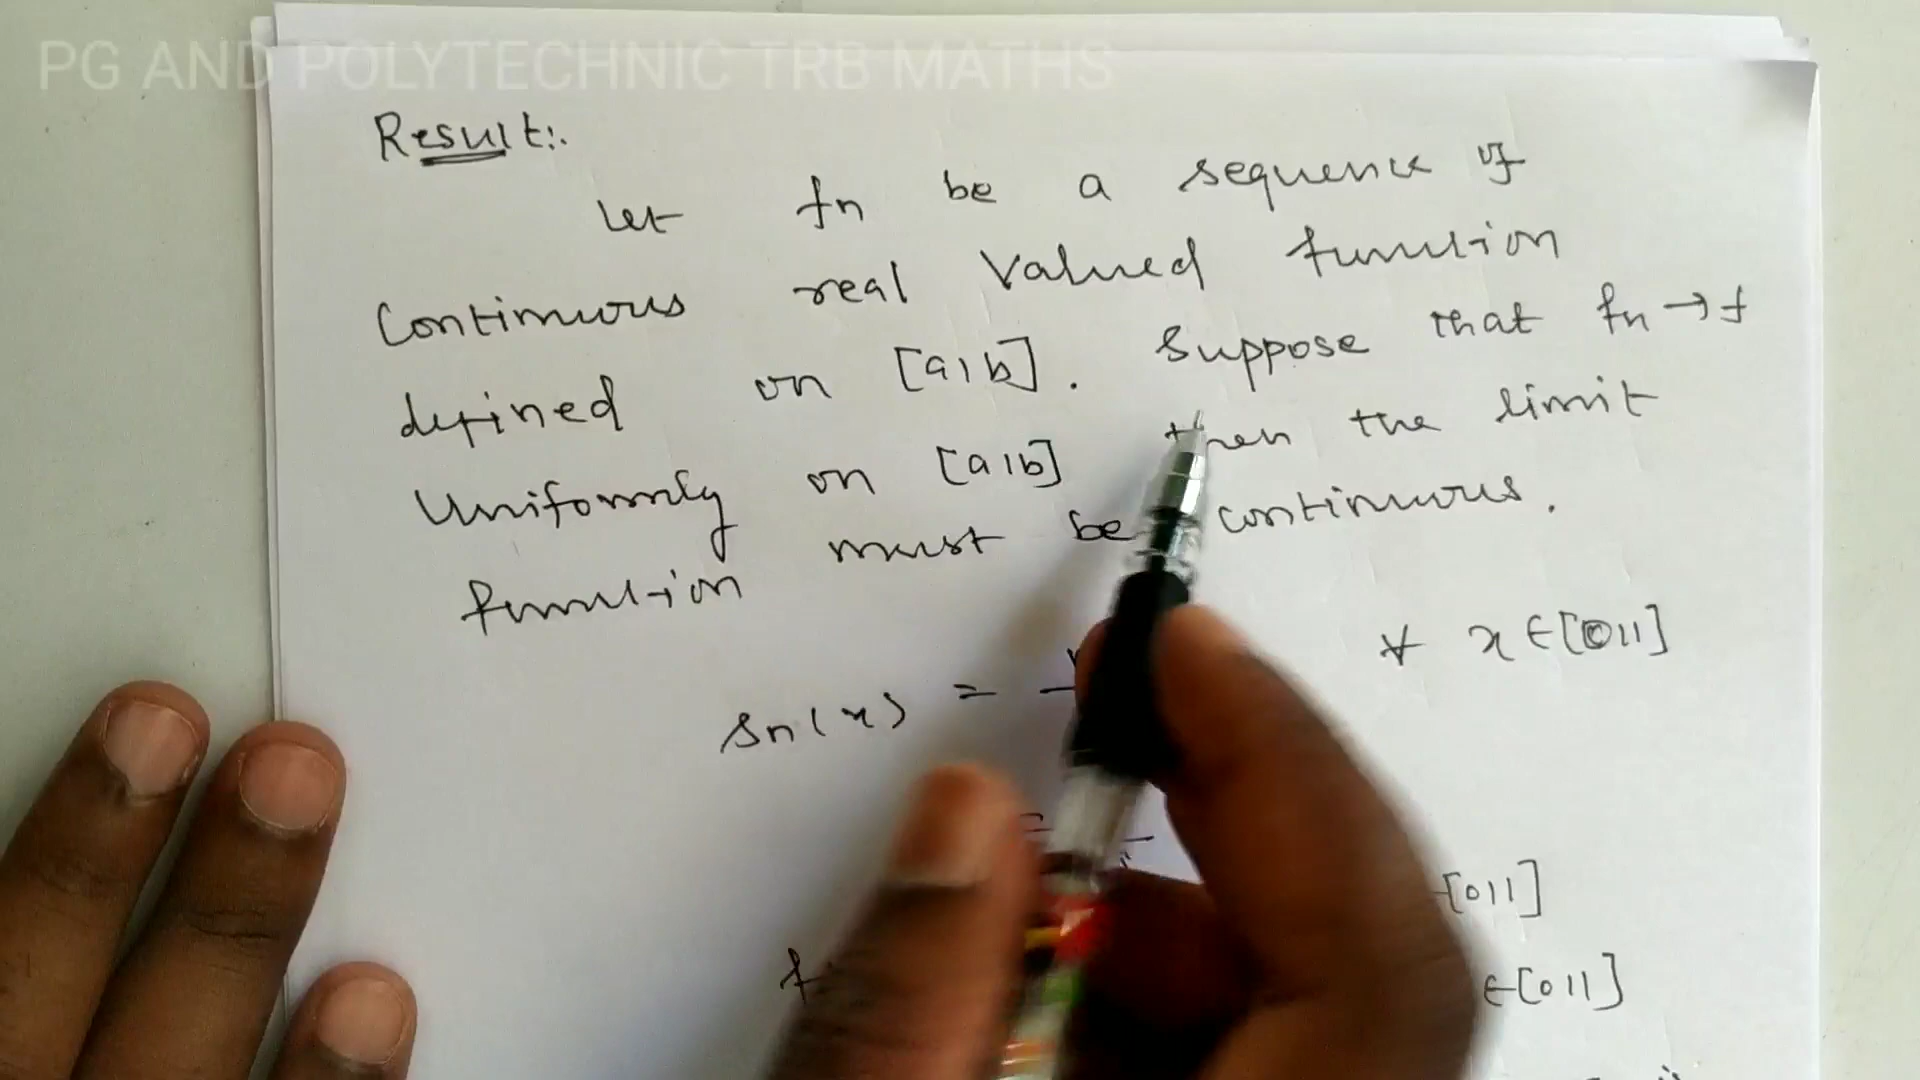 PG AND POLYTECHNIC TRB MATHS
Result:.
Let fn be a sequence of
Continuous real valued function
defined on [a,b]. Suppose that fn → f
Uniformly on [a,b] then the limit
function must be continuous.
Sn(x) = ∀ x ∈ [0,1]
=
[0,1]
∈ [0,1]